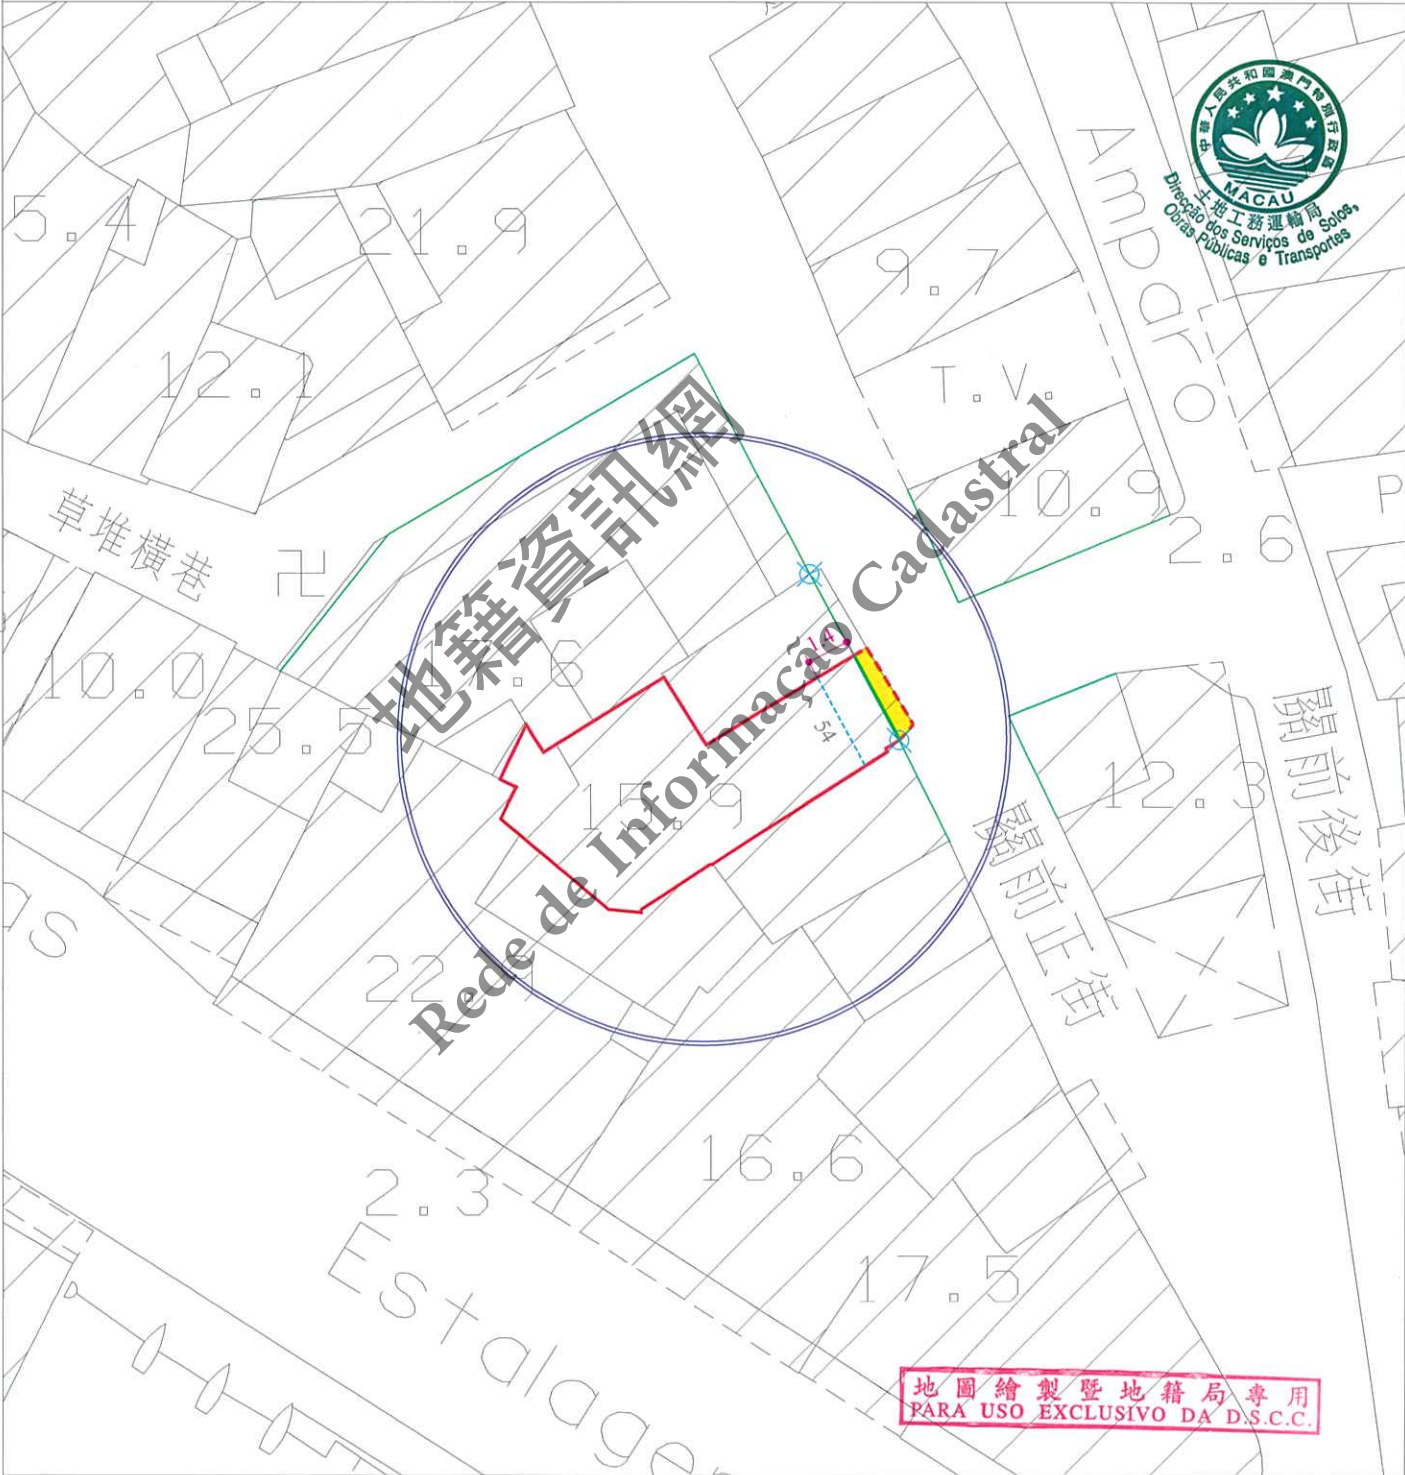 中華人民共和國澳門特別行政區
MACAU
土地工務運輸局
Direcção dos Serviços de Solos,
Obras Públicas e Transportes
Amparo
5.4
21.9
9.7
12.1
T.V.
10.9
2.6
P
草堆橫巷
卍
10.0
25.5
17.6
14
54
15.9
12.3
關前後街
關前正街
22.9
16.6
2.3
17.5
Estalage
地籍資訊網
Rede de Informação Cadastral
地圖繪製暨地籍局專用
PARA USO EXCLUSIVO DA D.S.C.C.